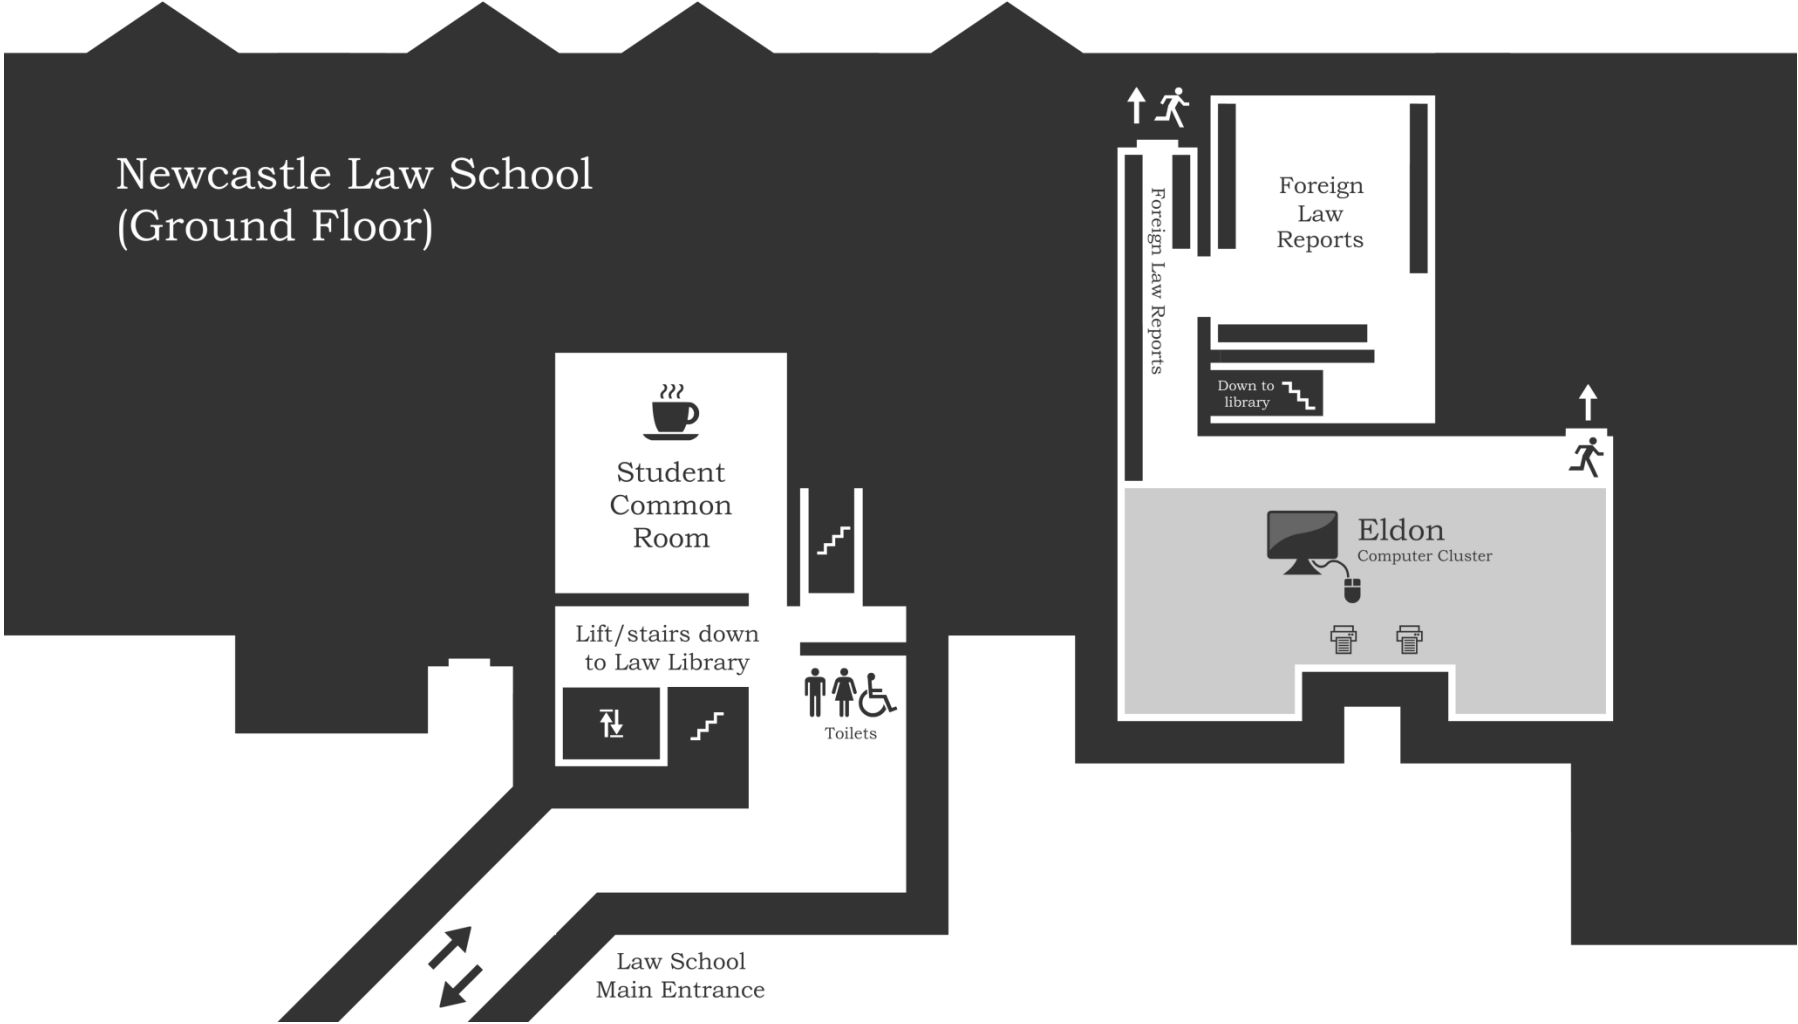 Newcastle Law School
(Ground Floor)
Foreign Law Reports
Foreign
Law
Reports
Down to
library
Student
Common
Room
Eldon
Computer Cluster
Lift/stairs down
to Law Library
Toilets
Law School
Main Entrance